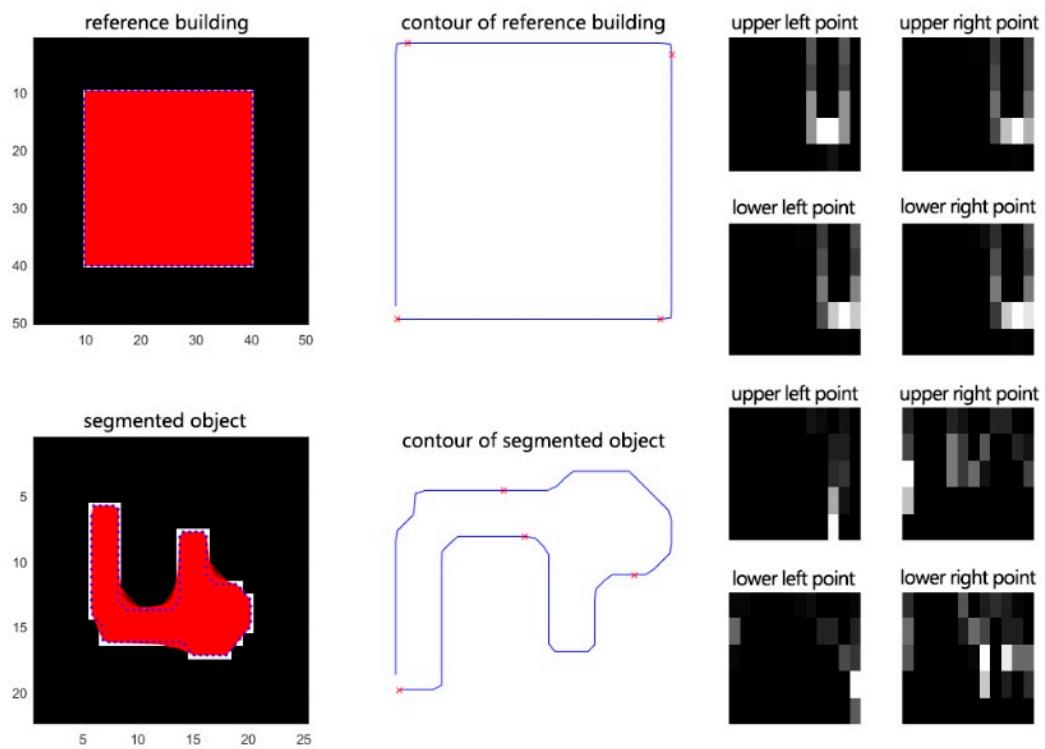 reference building
contour of reference building
upper left point
upper right point
10
20
30
40
50
10
20
30
40
50
lower left point
lower right point
segmented object
contour of segmented object
upper left point
upper right point
5
10
15
20
5
10
15
20
25
lower left point
lower right point